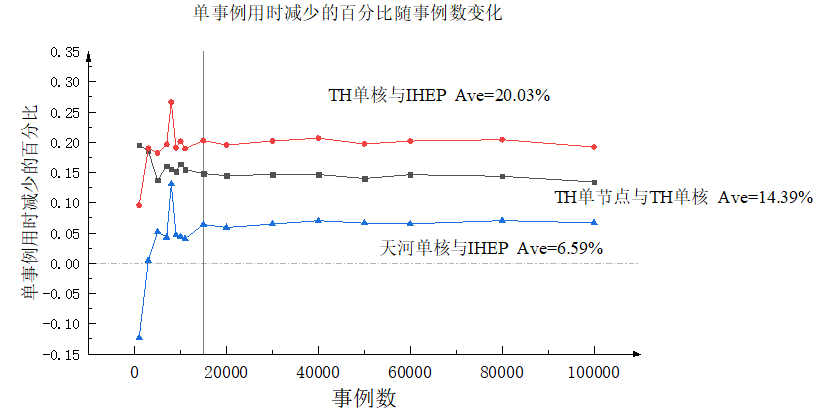 单事例用时减少的百分比随事例数变化
0.35
0.30
0.25
0.20
0.15
0.10
0.05
0.00
-0.05
-0.10
-0.15
单事例用时减少的百分比
TH单核与IHEP Ave=20.03%
TH单节点与TH单核 Ave=14.39%
天河单核与IHEP Ave=6.59%
0 20000 40000 60000 80000 100000
事例数